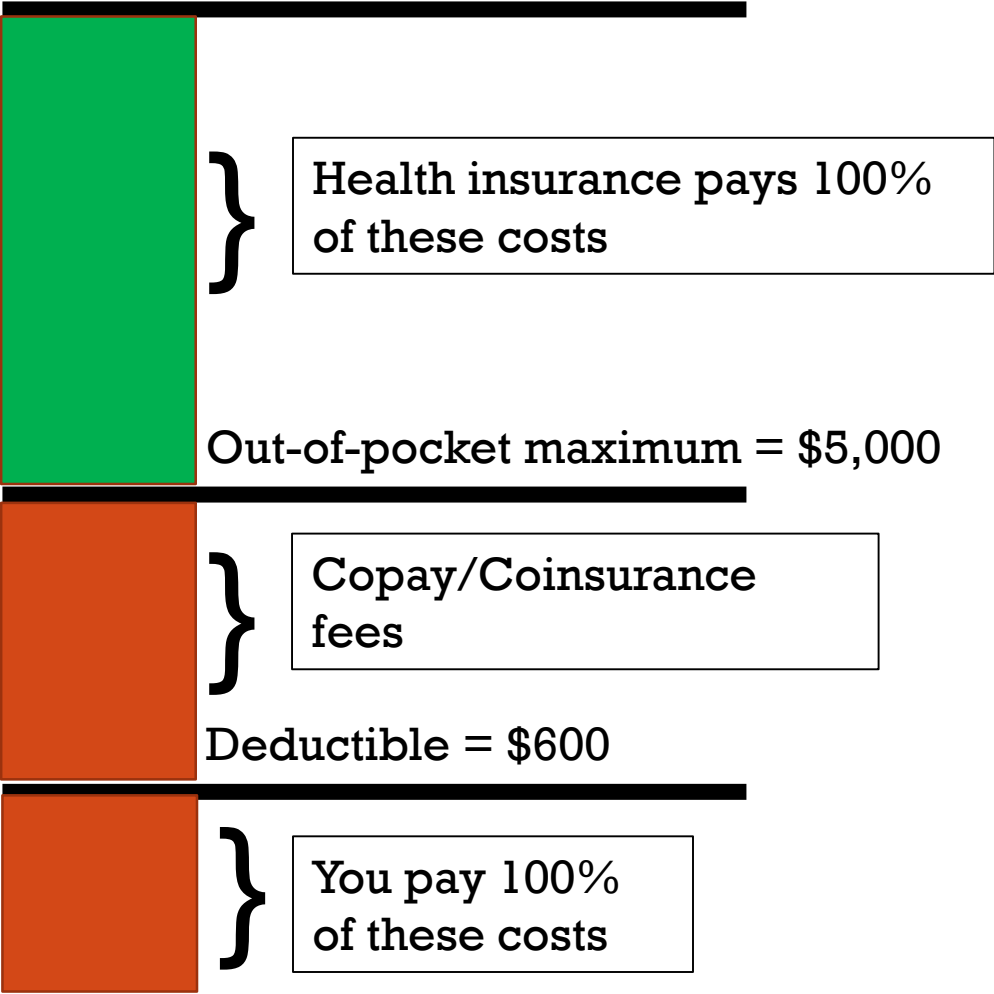 Health insurance pays 100%
of these costs
Out-of-pocket maximum = $5,000
Copay/Coinsurance
fees
Deductible = $600
You pay 100%
of these costs